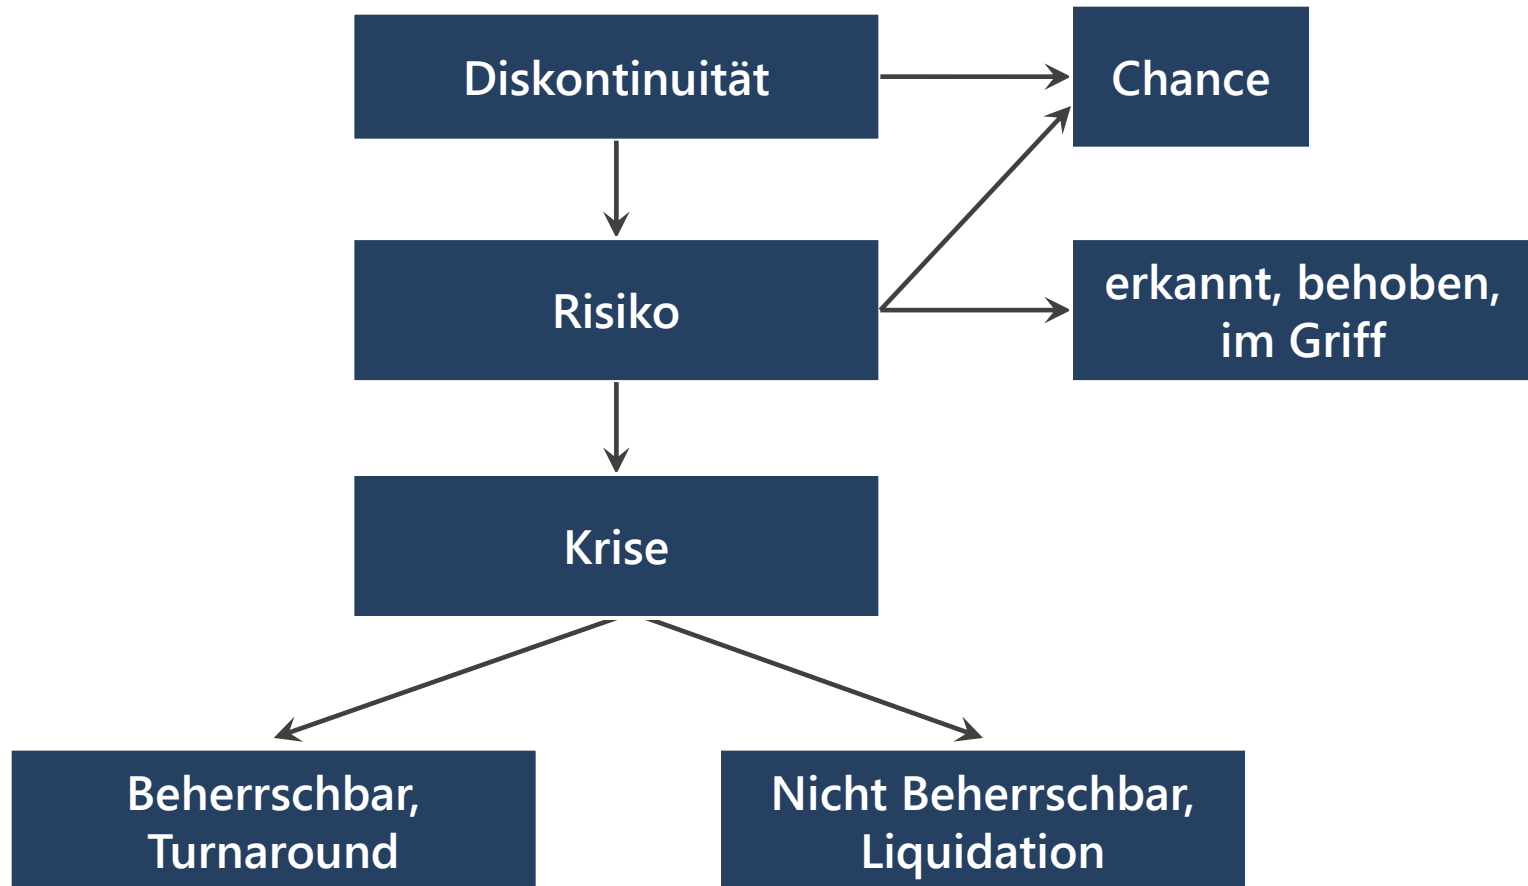 Diskontinuität
Chance
Risiko
erkannt, behoben,
im Griff
Krise
Beherrschbar,
Turnaround
Nicht Beherrschbar,
Liquidation